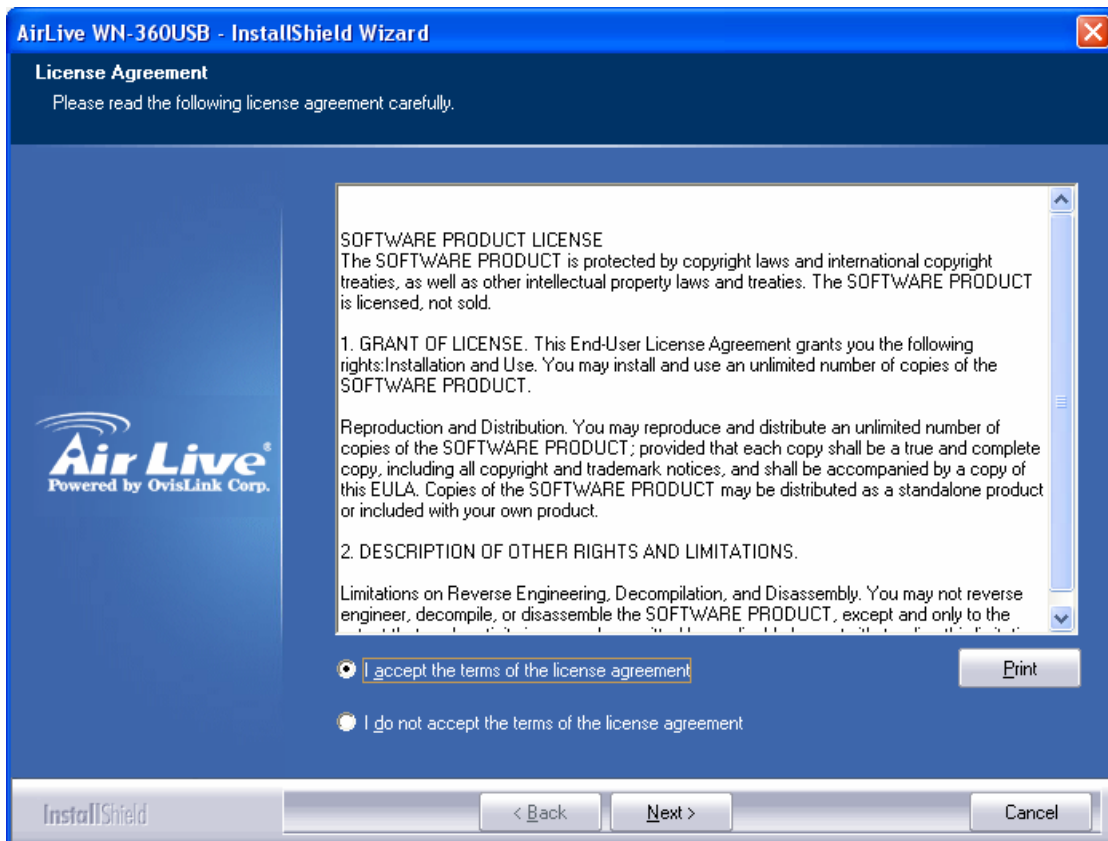 AirLive WN-360USB - InstallShield Wizard
License Agreement
Please read the following license agreement carefully.
SOFTWARE PRODUCT LICENSE
The SOFTWARE PRODUCT is protected by copyright laws and international copyright
treaties, as well as other intellectual property laws and treaties. The SOFTWARE PRODUCT
is licensed, not sold.
1. GRANT OF LICENSE. This End-User License Agreement grants you the following
rights:Installation and Use. You may install and use an unlimited number of copies of the
SOFTWARE PRODUCT.
Reproduction and Distribution. You may reproduce and distribute an unlimited number of
copies of the SOFTWARE PRODUCT; provided that each copy shall be a true and complete
copy, including all copyright and trademark notices, and shall be accompanied by a copy of
this EULA. Copies of the SOFTWARE PRODUCT may be distributed as a standalone product
or included with your own product.
2. DESCRIPTION OF OTHER RIGHTS AND LIMITATIONS.
Limitations on Reverse Engineering, Decompilation, and Disassembly. You may not reverse
engineer, decompile, or disassemble the SOFTWARE PRODUCT, except and only to the
Air Live®
Powered by OvisLink Corp.
I accept the terms of the license agreement
Print
I do not accept the terms of the license agreement
InstallShield
< Back
Next >
Cancel